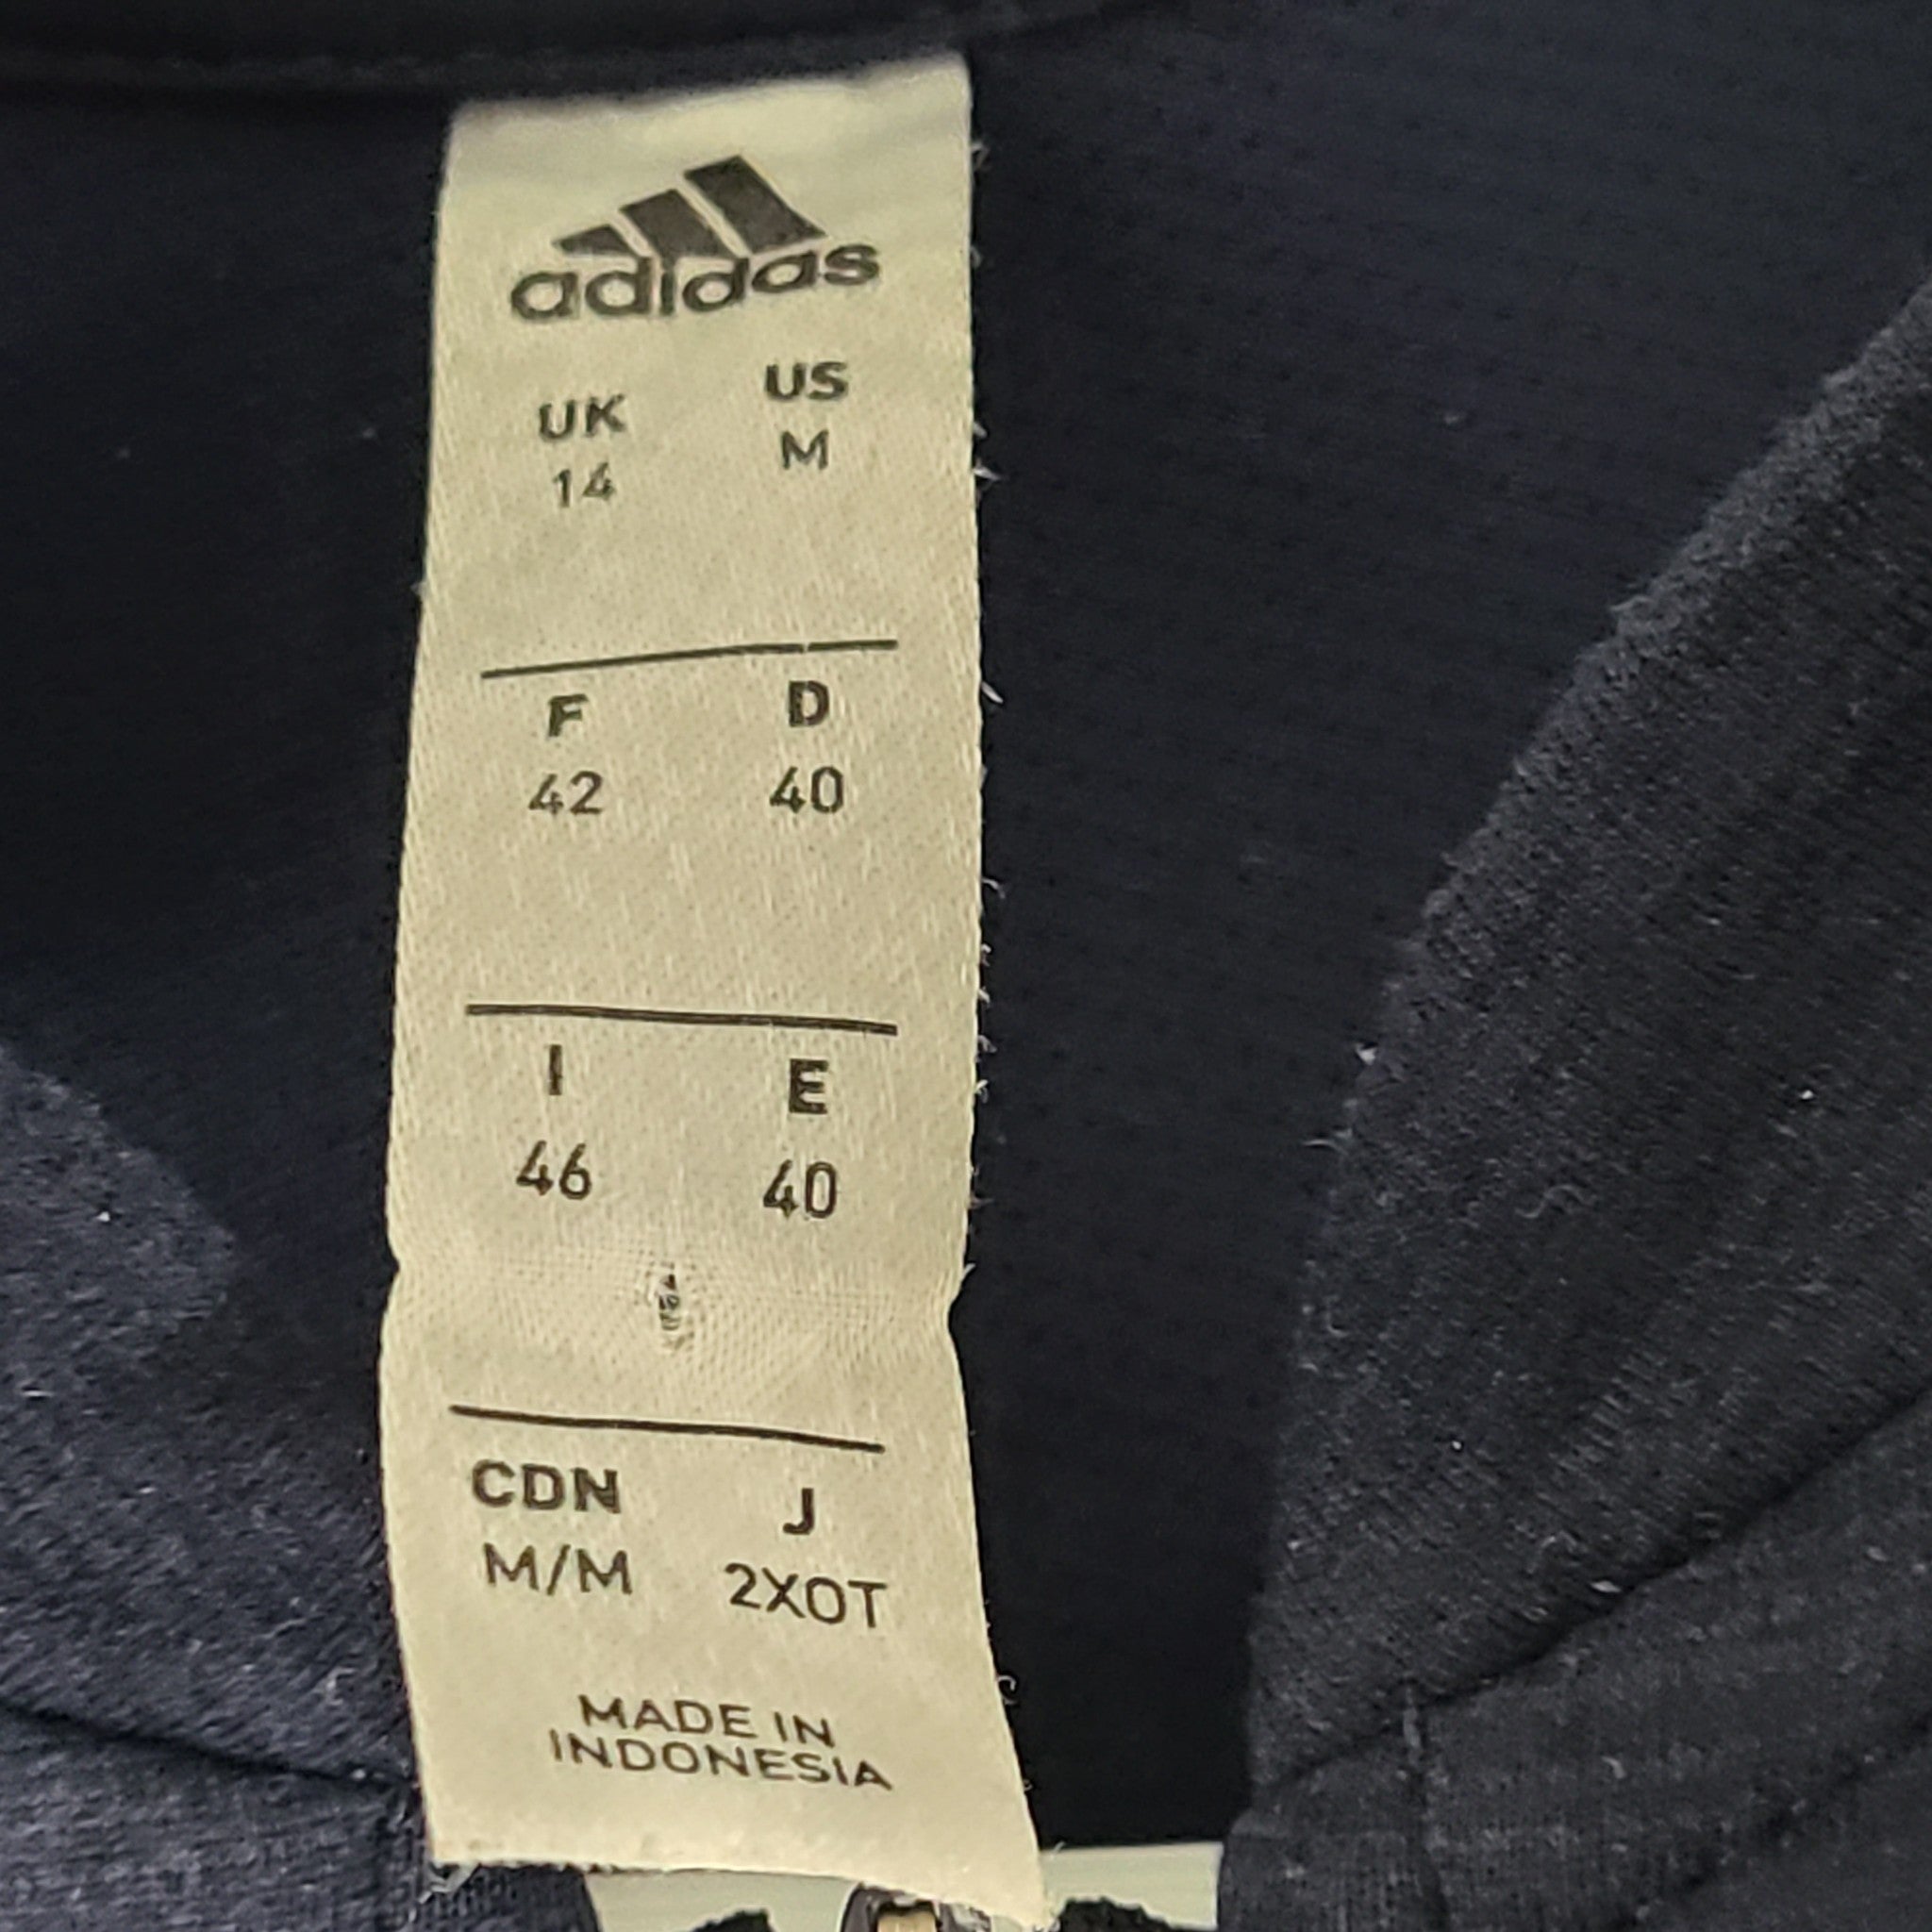 adidas
UK US
14 M
F D
42 40
I E
46 40
CDN J
M/M 2XOT
MADE IN
INDONESIA